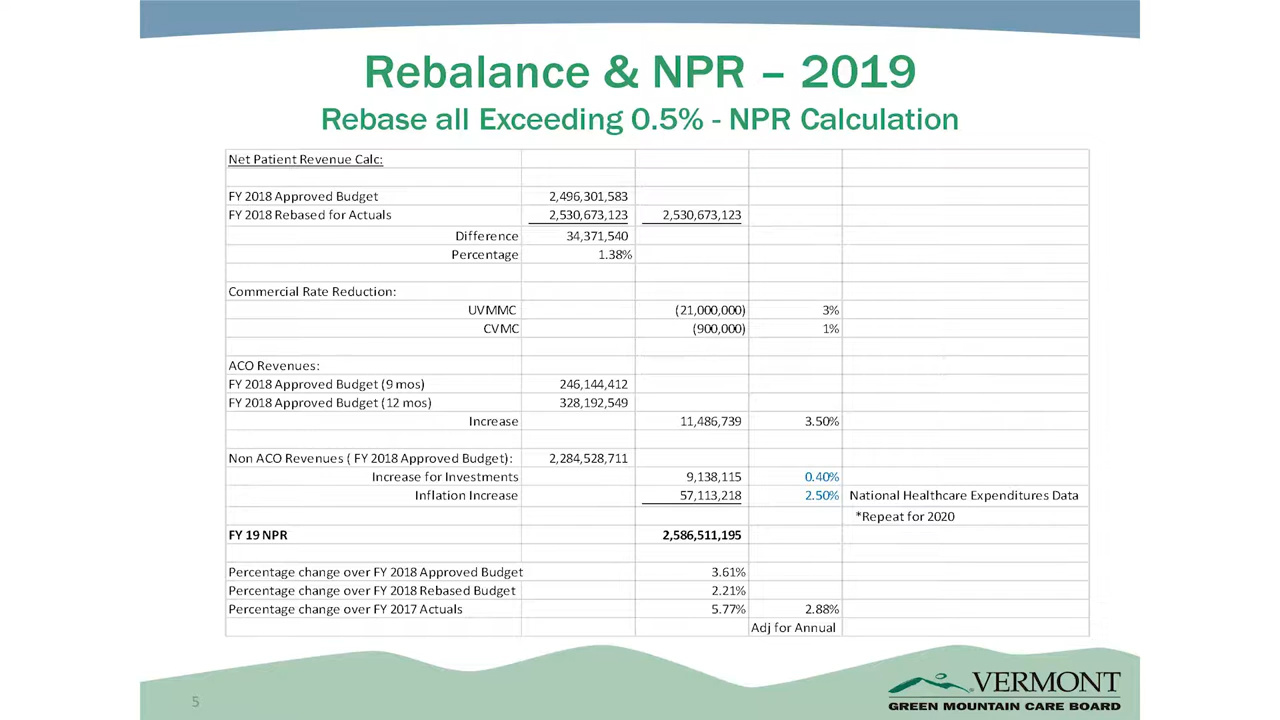 Rebalance & NPR – 2019
Rebase all Exceeding 0.5% - NPR Calculation
Net Patient Revenue Calc:
FY 2018 Approved Budget 2,496,301,583
FY 2018 Rebased for Actuals 2,530,673,123 2,530,673,123
Difference 34,371,540
Percentage 1.38%
Commercial Rate Reduction:
UVMMC (21,000,000) 3%
CVMC (900,000) 1%
ACO Revenues:
FY 2018 Approved Budget (9 mos) 246,144,412
FY 2018 Approved Budget (12 mos) 328,192,549
Increase 11,486,739 3.50%
Non ACO Revenues ( FY 2018 Approved Budget): 2,284,528,711
Increase for Investments 9,138,115 0.40%
Inflation Increase 57,113,218 2.50% National Healthcare Expenditures Data
*Repeat for 2020
FY 19 NPR 2,586,511,195
Percentage change over FY 2018 Approved Budget 3.61%
Percentage change over FY 2018 Rebased Budget 2.21%
Percentage change over FY 2017 Actuals 5.77% 2.88%
Adj for Annual
5
VERMONT
GREEN MOUNTAIN CARE BOARD